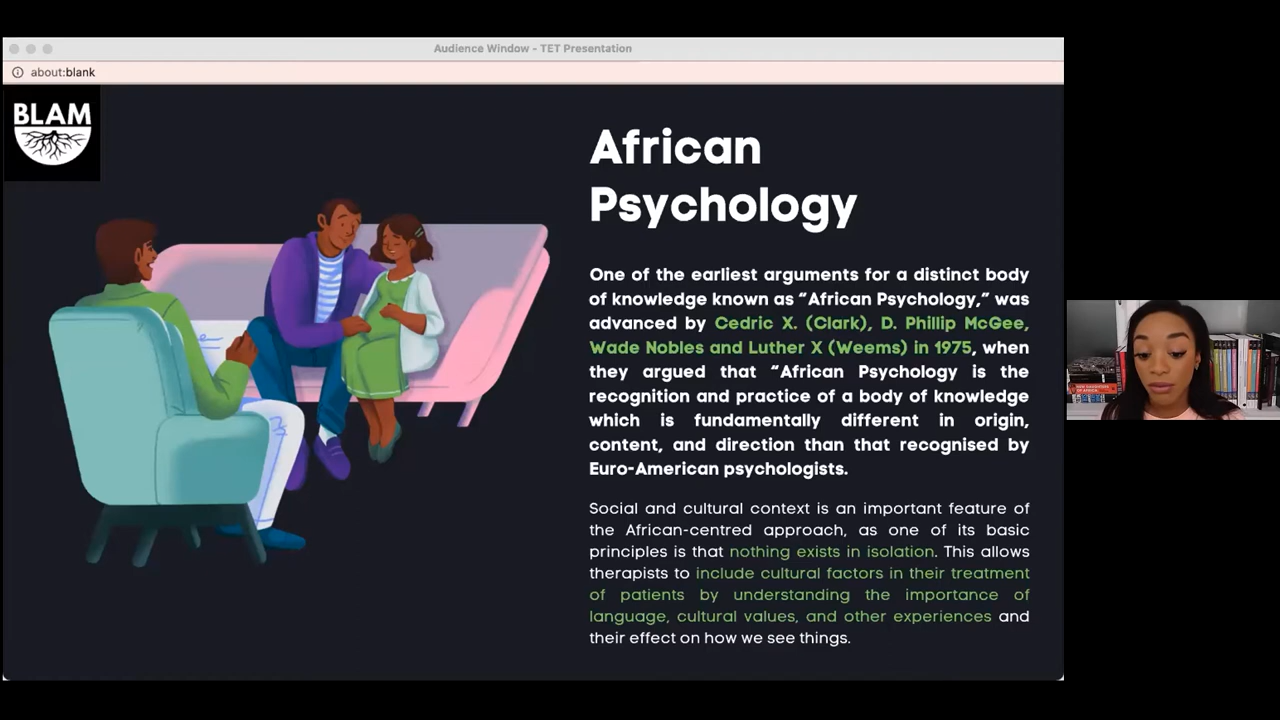 Audience Window - TET Presentation
about:blank
BLAM
African
Psychology
One of the earliest arguments for a distinct body
of knowledge known as “African Psychology,” was
advanced by Cedric X. (Clark), D. Phillip McGee,
Wade Nobles and Luther X (Weems) in 1975, when
they argued that “African Psychology is the
recognition and practice of a body of knowledge
which is fundamentally different in origin,
content, and direction than that recognised by
Euro-American psychologists.
Social and cultural context is an important feature of
the African-centred approach, as one of its basic
principles is that nothing exists in isolation. This allows
therapists to include cultural factors in their treatment
of patients by understanding the importance of
language, cultural values, and other experiences and
their effect on how we see things.